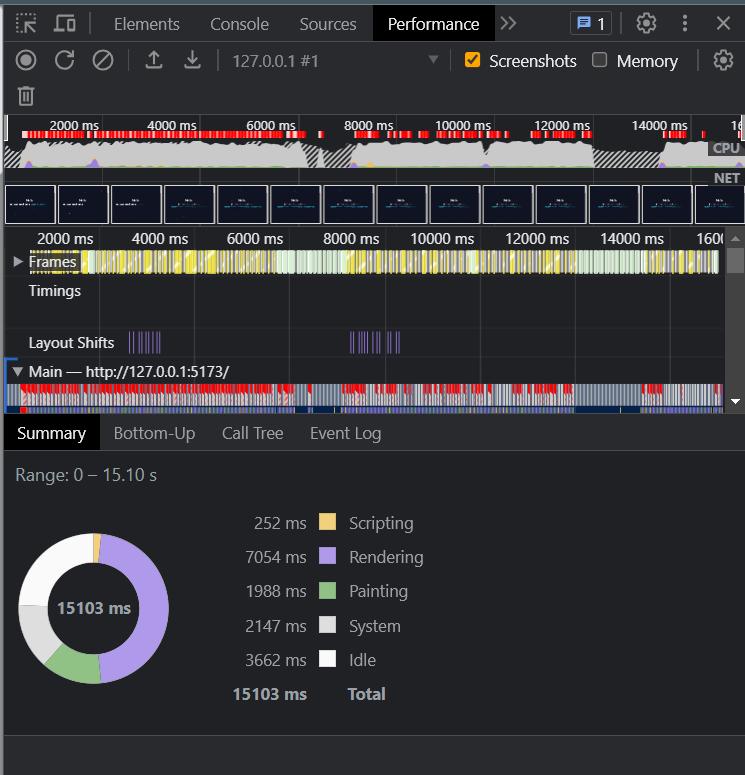 Elements Console Sources Performance 1
127.0.0.1 #1 Screenshots Memory
2000 ms 4000 ms 6000 ms 8000 ms 10000 ms 12000 ms 14000 ms 16
CPU
NET
2000 ms 4000 ms 6000 ms 8000 ms 10000 ms 12000 ms 14000 ms 1600
Frames
Timings
Layout Shifts
Main — http://127.0.0.1:5173/
Summary Bottom-Up Call Tree Event Log
Range: 0 – 15.10 s
252 ms Scripting
7054 ms Rendering
1988 ms Painting
15103 ms
2147 ms System
3662 ms Idle
15103 ms Total